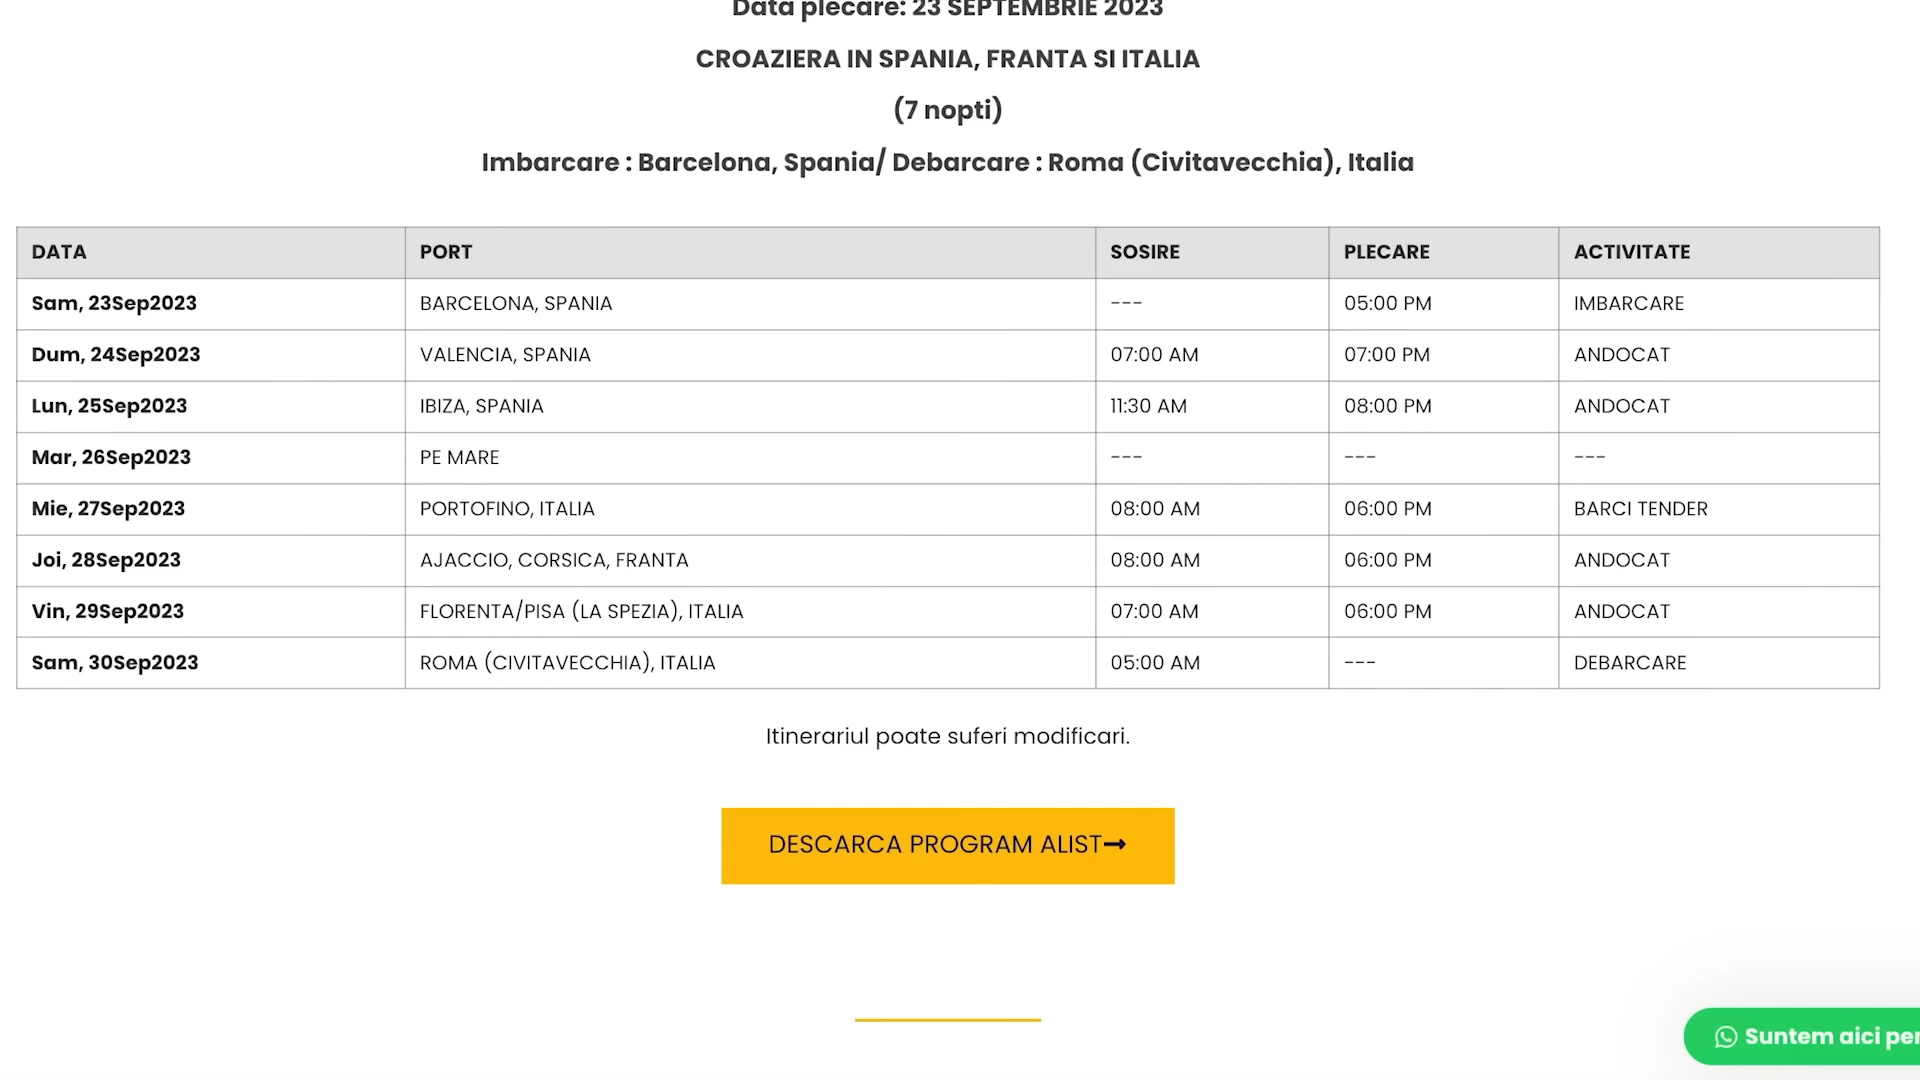 Data plecare: 23 SEPTEMBRIE 2023
CROAZIERA IN SPANIA, FRANTA SI ITALIA
(7 nopti)
Imbarcare : Barcelona, Spania/ Debarcare : Roma (Civitavecchia), Italia
DATA PORT SOSIRE PLECARE ACTIVITATE
Sam, 23Sep2023 BARCELONA, SPANIA --- 05:00 PM IMBARCARE
Dum, 24Sep2023 VALENCIA, SPANIA 07:00 AM 07:00 PM ANDOCAT
Lun, 25Sep2023 IBIZA, SPANIA 11:30 AM 08:00 PM ANDOCAT
Mar, 26Sep2023 PE MARE --- --- ---
Mie, 27Sep2023 PORTOFINO, ITALIA 08:00 AM 06:00 PM BARCI TENDER
Joi, 28Sep2023 AJACCIO, CORSICA, FRANTA 08:00 AM 06:00 PM ANDOCAT
Vin, 29Sep2023 FLORENTA/PISA (LA SPEZIA), ITALIA 07:00 AM 06:00 PM ANDOCAT
Sam, 30Sep2023 ROMA (CIVITAVECCHIA), ITALIA 05:00 AM --- DEBARCARE
Itinerariul poate suferi modificari.
DESCARCA PROGRAM ALIST→
Suntem aici per